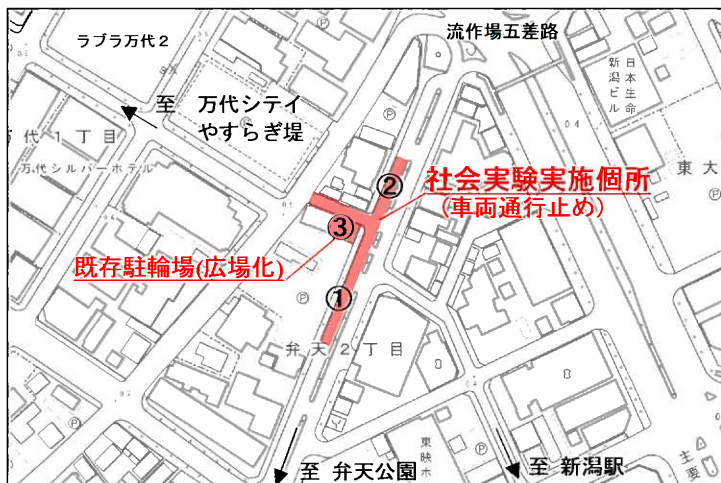 流作場五差路
ラブラ万代2
日本生命
新潟ビル
至 万代シテイ
やすらぎ堤
代1丁目
万代シルバーホテル
東大
②
社会実験実施個所
(車両通行止め)
③
既存駐輪場(広場化)
①
弁天2丁目
東映ホ
至 弁天公園
至 新潟駅
主要